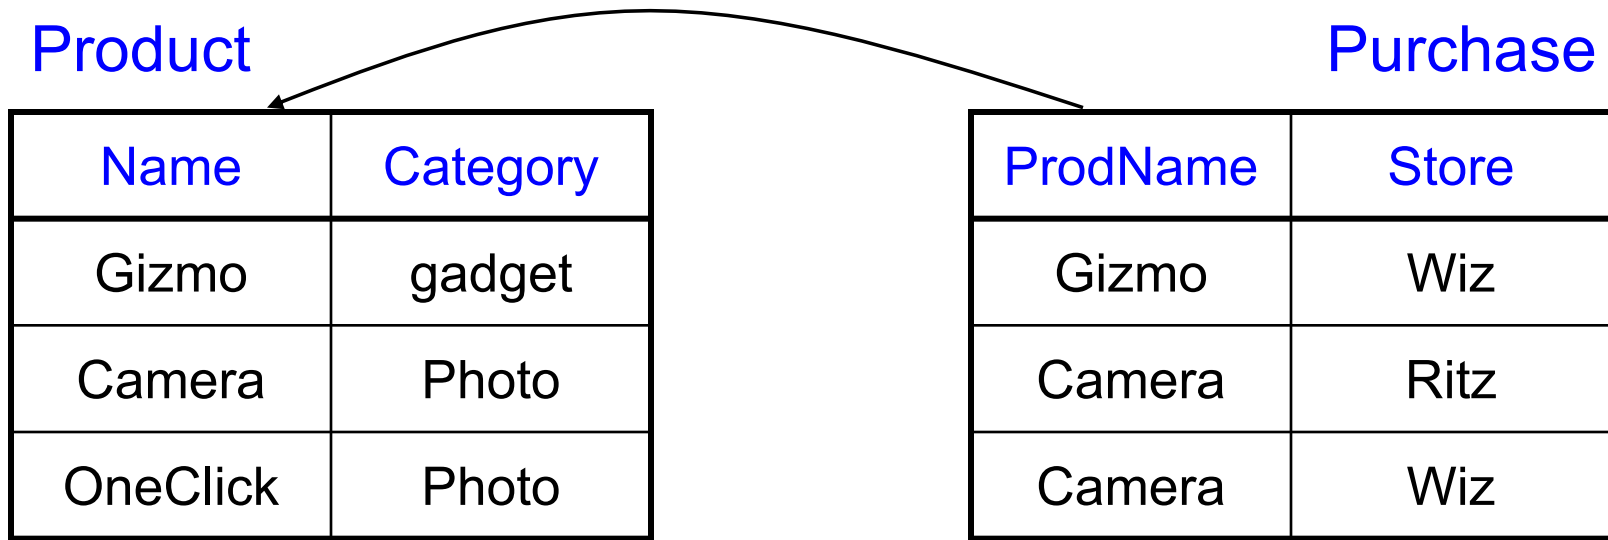 Product
Purchase
Name Category
ProdName Store
Gizmo gadget
Gizmo Wiz
Camera Photo
Camera Ritz
OneClick Photo
Camera Wiz